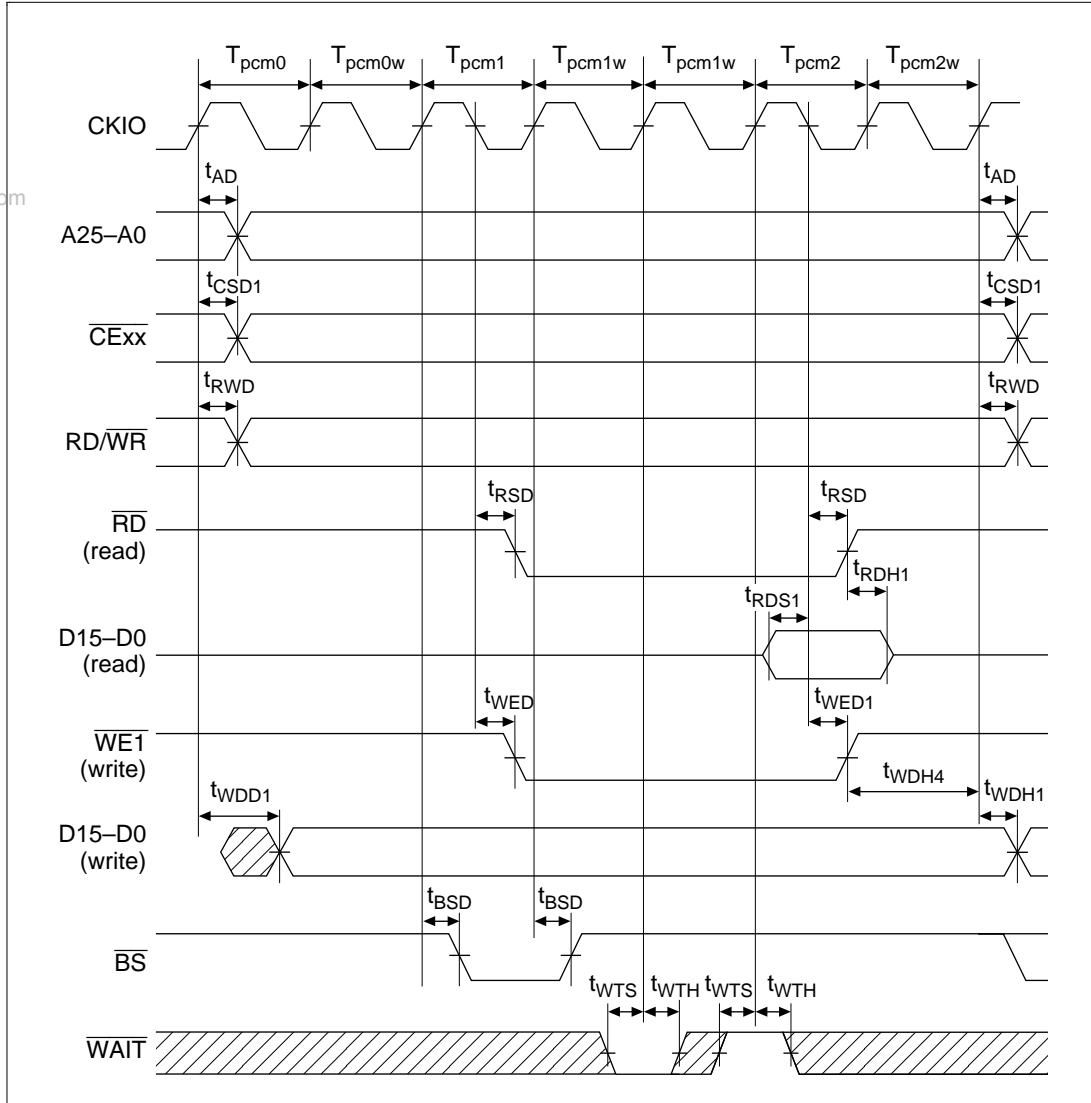 Tpcm0 Tpcm0w Tpcm1 Tpcm1w Tpcm1w Tpcm2 Tpcm2w
CKIO
tAD tAD
om
A25–A0
tCSD1 tCSD1
CExx
tRWD tRWD
RD/WR
tRSD tRSD
RD
(read)
tRDH1
tRDS1
D15–D0
(read)
tWED tWED1
WE1
(write)
tWDH4
tWDD1 tWDH1
D15–D0
(write)
tBSD tBSD
BS
tWTS tWTH tWTS tWTH
WAIT